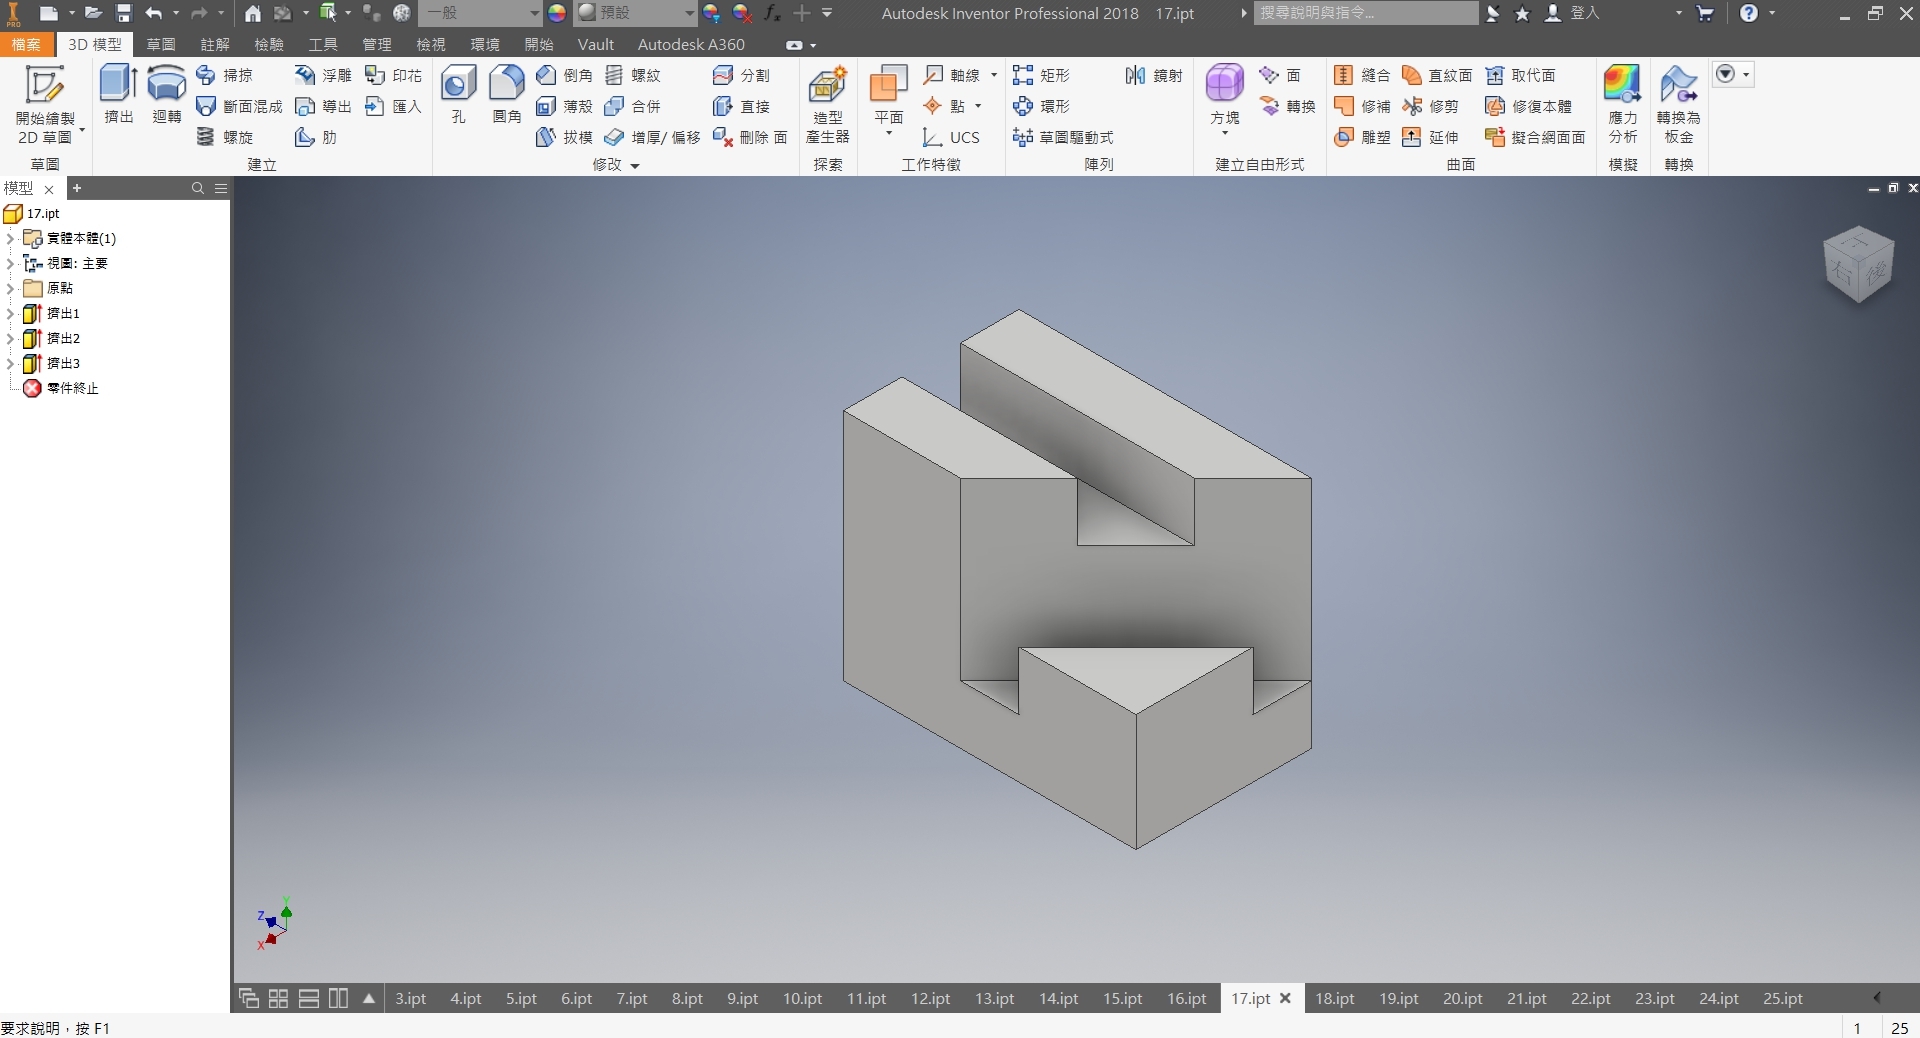 PRO
一般
預設
fx
Autodesk Inventor Professional 2018 17.ipt
搜尋說明與指令...
登入
檔案 3D 模型 草圖 註解 檢驗 工具 管理 檢視 環境 開始 Vault Autodesk A360
開始繪製
2D 草圖
草圖
擠出
迴轉
掃掠
斷面混成
螺旋
浮雕
導出
肋
印花
匯入
建立
孔
圓角
倒角
薄殼
拔模
螺紋
合併
增厚/ 偏移
分割
直接
刪除 面
修改
造型
產生器
探索
平面
軸線
點
UCS
工作特徵
矩形
環形
草圖驅動式
鏡射
陣列
方塊
面
轉換
建立自由形式
縫合
修補
雕塑
直紋面
修剪
延伸
取代面
修復本體
擬合網面面
曲面
應力
分析
模擬
轉換為
板金
轉換
模型
17.ipt
實體本體(1)
視圖: 主要
原點
擠出1
擠出2
擠出3
零件終止
上
右
後
Y
Z
X
3.ipt 4.ipt 5.ipt 6.ipt 7.ipt 8.ipt 9.ipt 10.ipt 11.ipt 12.ipt 13.ipt 14.ipt 15.ipt 16.ipt 17.ipt 18.ipt 19.ipt 20.ipt 21.ipt 22.ipt 23.ipt 24.ipt 25.ipt
要求說明，按 F1
1 25